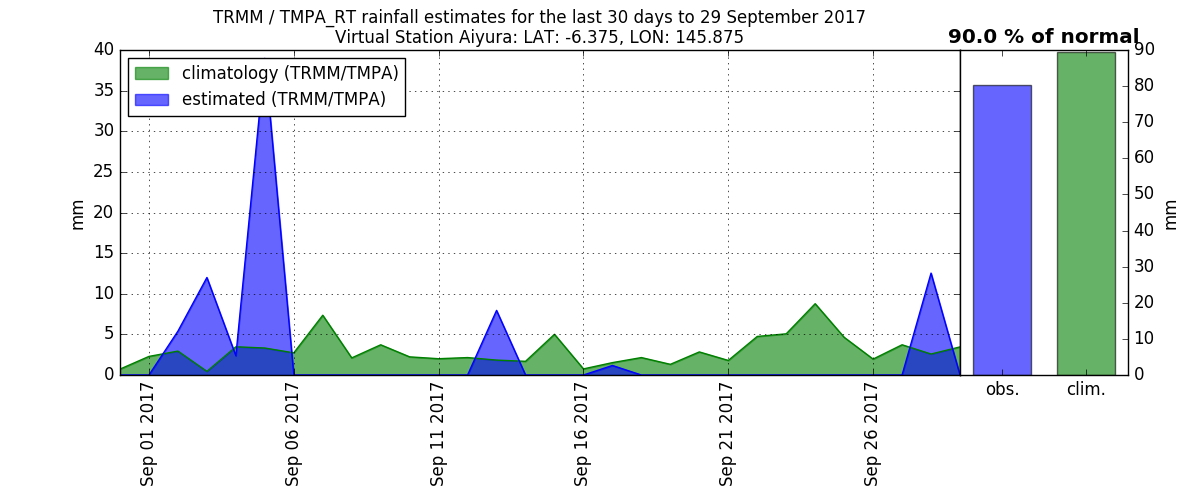 TRMM / TMPA_RT rainfall estimates for the last 30 days to 29 September 2017
Virtual Station Aiyura: LAT: -6.375, LON: 145.875
90.0 % of normal
climatology (TRMM/TMPA)
estimated (TRMM/TMPA)
40
35
30
25
20
15
10
5
0
mm
Sep 01 2017
Sep 06 2017
Sep 11 2017
Sep 16 2017
Sep 21 2017
Sep 26 2017
obs.
clim.
90
80
70
60
50
40
30
20
10
0
mm